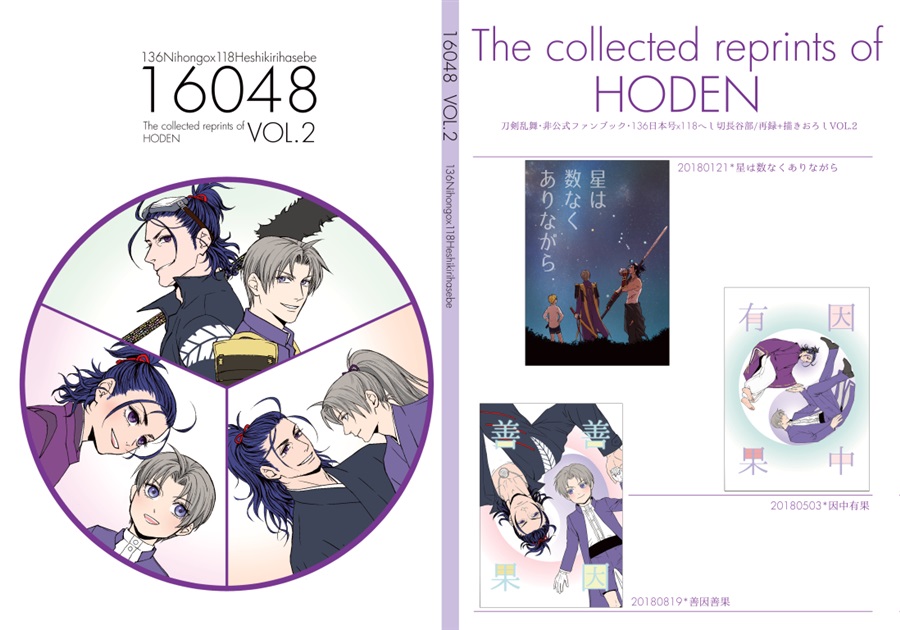 136Nihongox118Heshikirihasebe
16048
The collected reprints of
HODEN
VOL.2
16048 VOL.2
136Nihongox118Heshikirihasebe
The collected reprints of
HODEN
刀剣乱舞・非公式ファンブック・136日本号x118へし切長谷部/再録+描きおろしVOL.2
20180121*星は数なくありながら
星は
数なく
ありながら
有因
果中
20180503*因中有果
善善
果因
20180819*善因善果